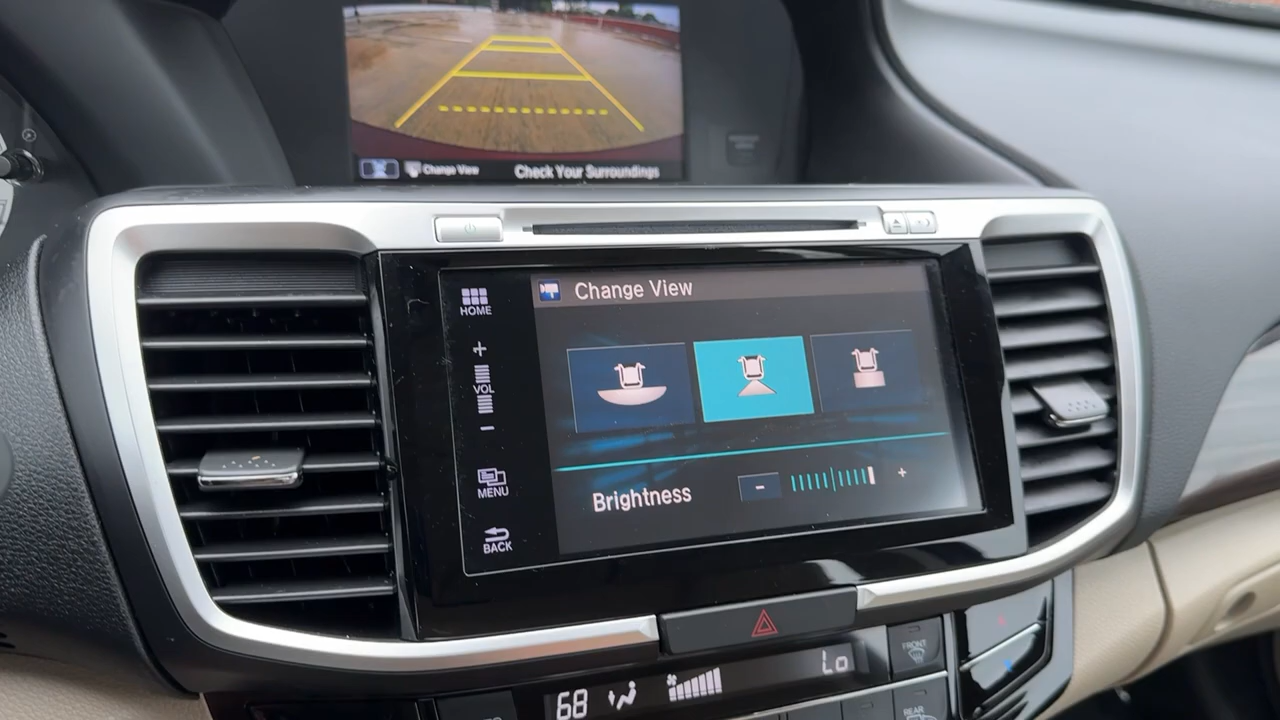 Change View
Check Your Surroundings
HOME
Change View
+
VOL
-
MENU
BACK
Brightness
-
+
68
Lo
FRONT
REAR